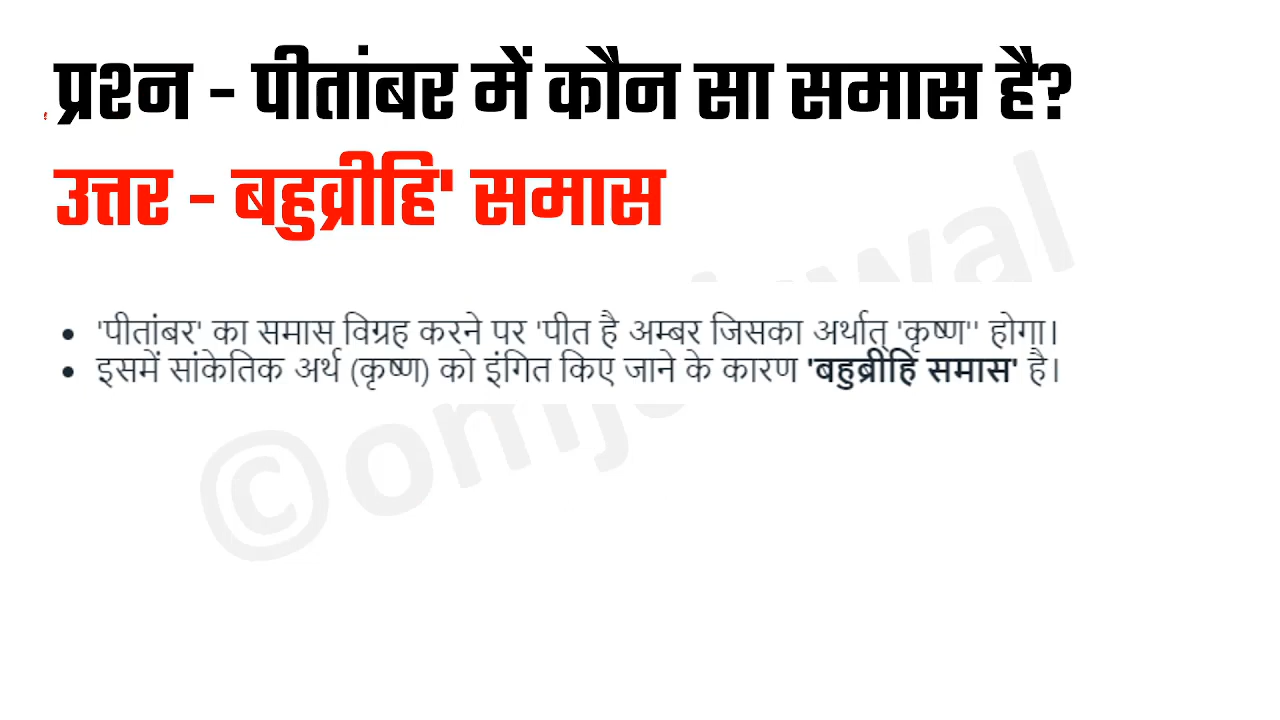 प्रश्न - पीतांबर में कौन सा समास है?
उत्तर - बहुव्रीहि' समास
• 'पीतांबर' का समास विग्रह करने पर 'पीत है अम्बर जिसका अर्थात् 'कृष्ण'' होगा।
• इसमें सांकेतिक अर्थ (कृष्ण) को इंगित किए जाने के कारण 'बहुब्रीहि समास' है।